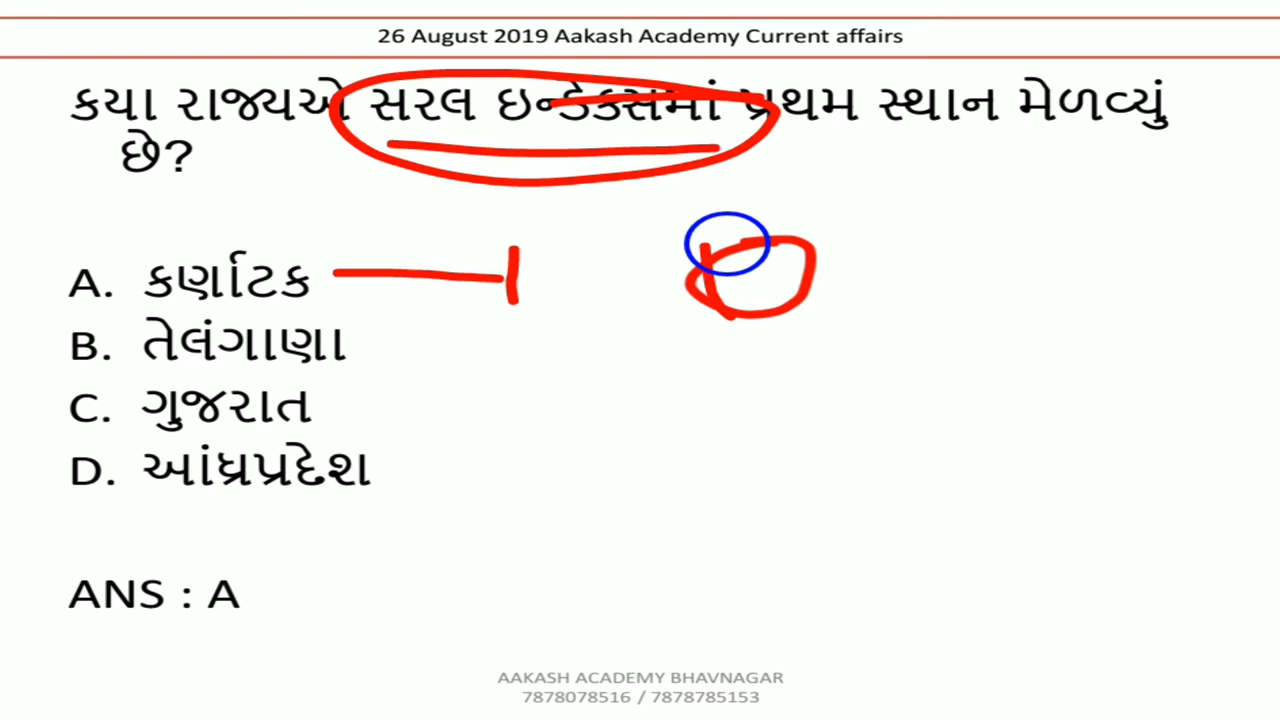 26 August 2019 Aakash Academy Current affairs
કયા રાજ્યએ સરલ ઇન્ડેક્સમાં પ્રથમ સ્થાન મેળવ્યું
છે?
A. કર્ણાટક
B. તેલંગાણા
C. ગુજરાત
D. આંધ્રપ્રદેશ
ANS : A
AAKASH ACADEMY BHAVNAGAR
7878078516 / 7878785153